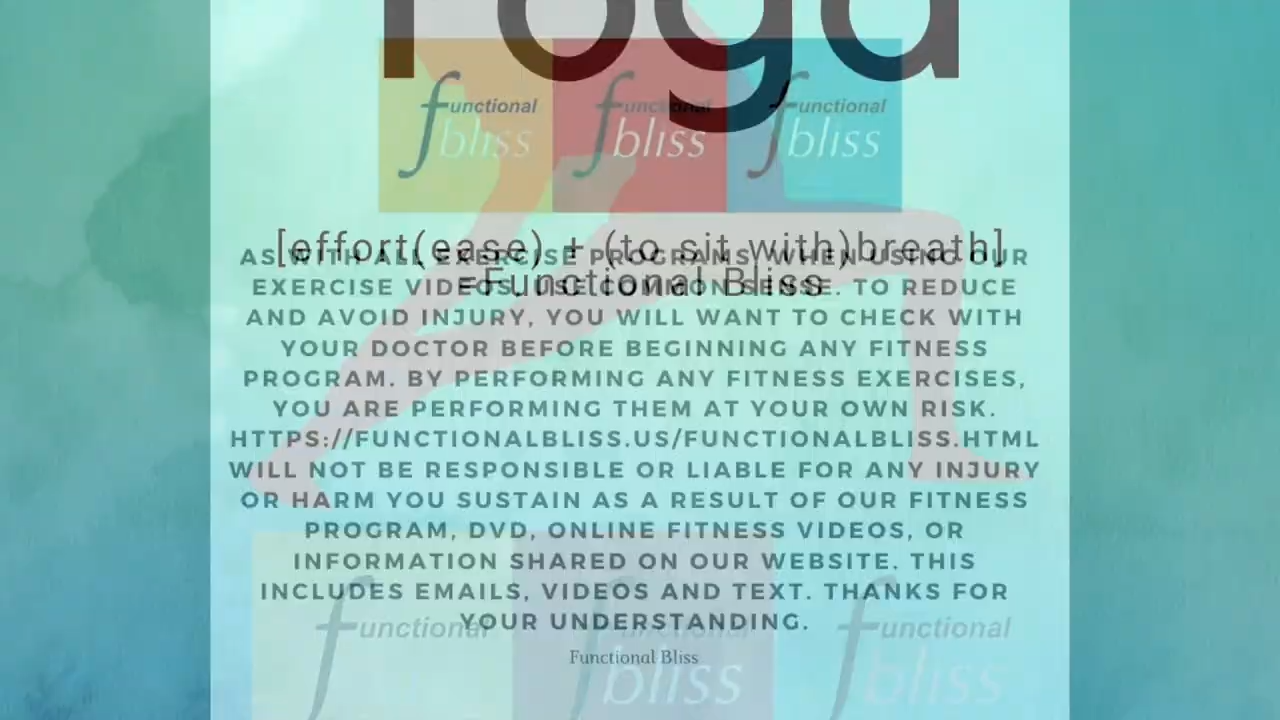 Yoga
functional functional functional
bliss bliss bliss
[effort(ease) + (to sit with)breath]
=Functional Bliss
AS WITH ALL EXERCISE PROGRAMS, WHEN USING OUR
EXERCISE VIDEOS, USE COMMON SENSE. TO REDUCE
AND AVOID INJURY, YOU WILL WANT TO CHECK WITH
YOUR DOCTOR BEFORE BEGINNING ANY FITNESS
PROGRAM. BY PERFORMING ANY FITNESS EXERCISES,
YOU ARE PERFORMING THEM AT YOUR OWN RISK.
HTTPS://FUNCTIONALBLISS.US/FUNCTIONALBLISS.HTML
WILL NOT BE RESPONSIBLE OR LIABLE FOR ANY INJURY
OR HARM YOU SUSTAIN AS A RESULT OF OUR FITNESS
PROGRAM, DVD, ONLINE FITNESS VIDEOS, OR
INFORMATION SHARED ON OUR WEBSITE. THIS
INCLUDES EMAILS, VIDEOS AND TEXT. THANKS FOR
YOUR UNDERSTANDING.
functional functional functional
Functional Bliss
bliss bliss